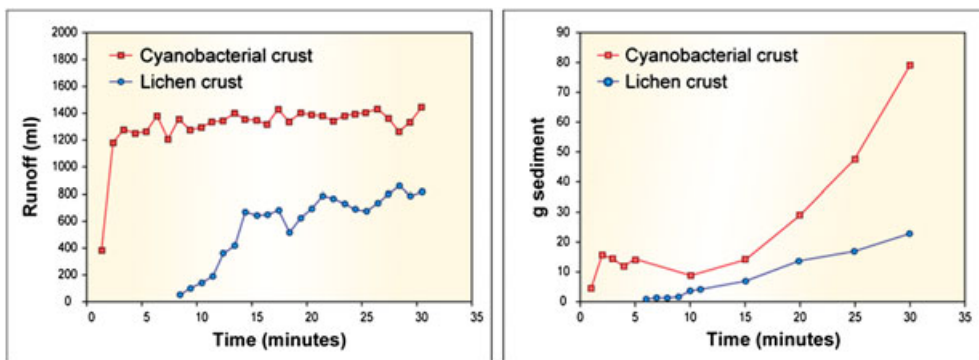 2000
1800
1600
1400
1200
1000
800
600
400
200
0
Runoff (ml)
Cyanobacterial crust
Lichen crust
0 5 10 15 20 25 30 35
Time (minutes)
90
80
70
60
50
40
30
20
10
0
g sediment
Cyanobacterial crust
Lichen crust
0 5 10 15 20 25 30 35
Time (minutes)